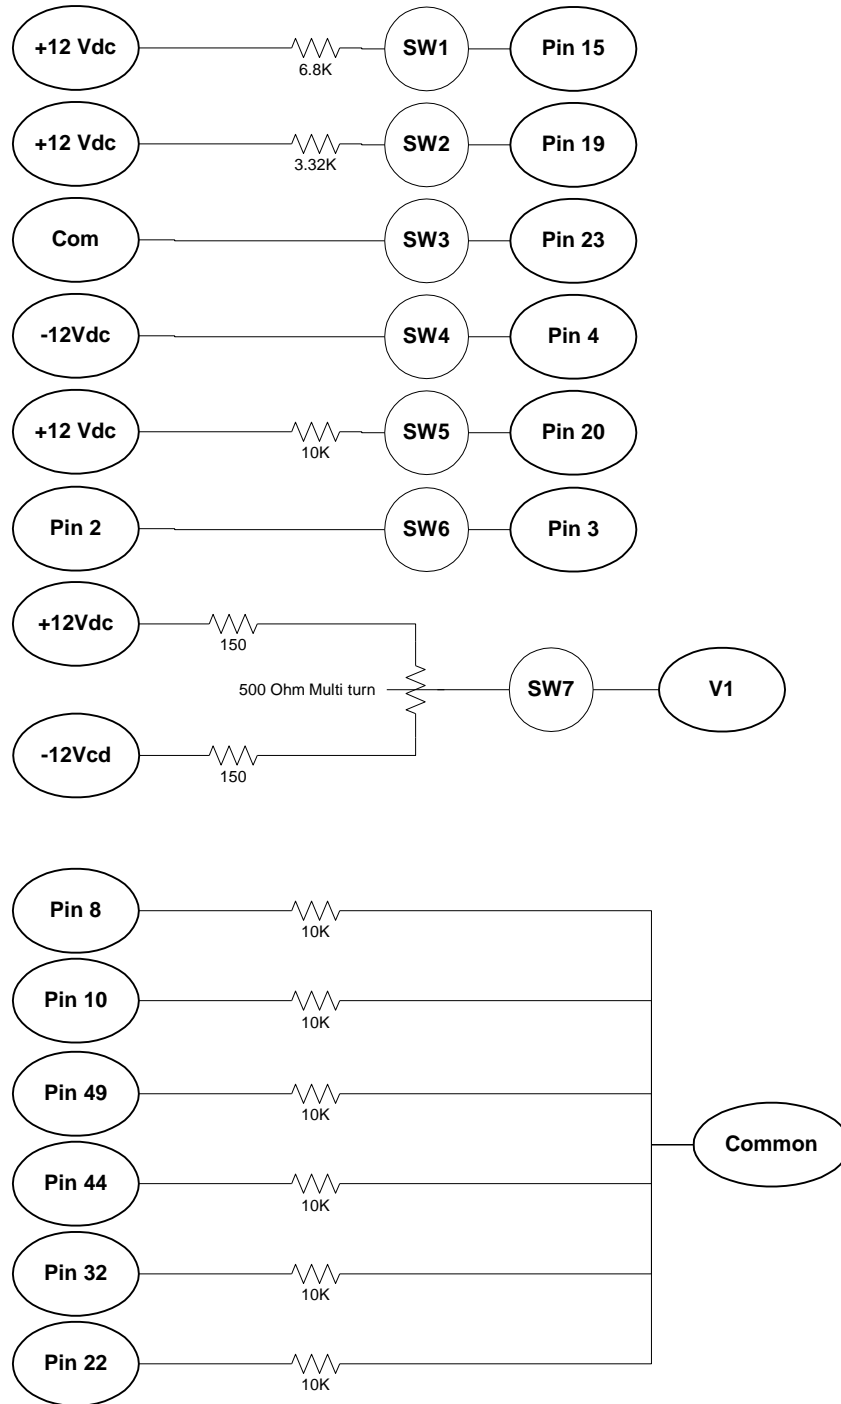 +12 Vdc
6.8K
SW1
Pin 15
+12 Vdc
3.32K
SW2
Pin 19
Com
SW3
Pin 23
-12Vdc
SW4
Pin 4
+12 Vdc
10K
SW5
Pin 20
Pin 2
SW6
Pin 3
+12Vdc
150
500 Ohm Multi turn
SW7
V1
-12Vcd
150
Pin 8
10K
Pin 10
10K
Pin 49
10K
Common
Pin 44
10K
Pin 32
10K
Pin 22
10K